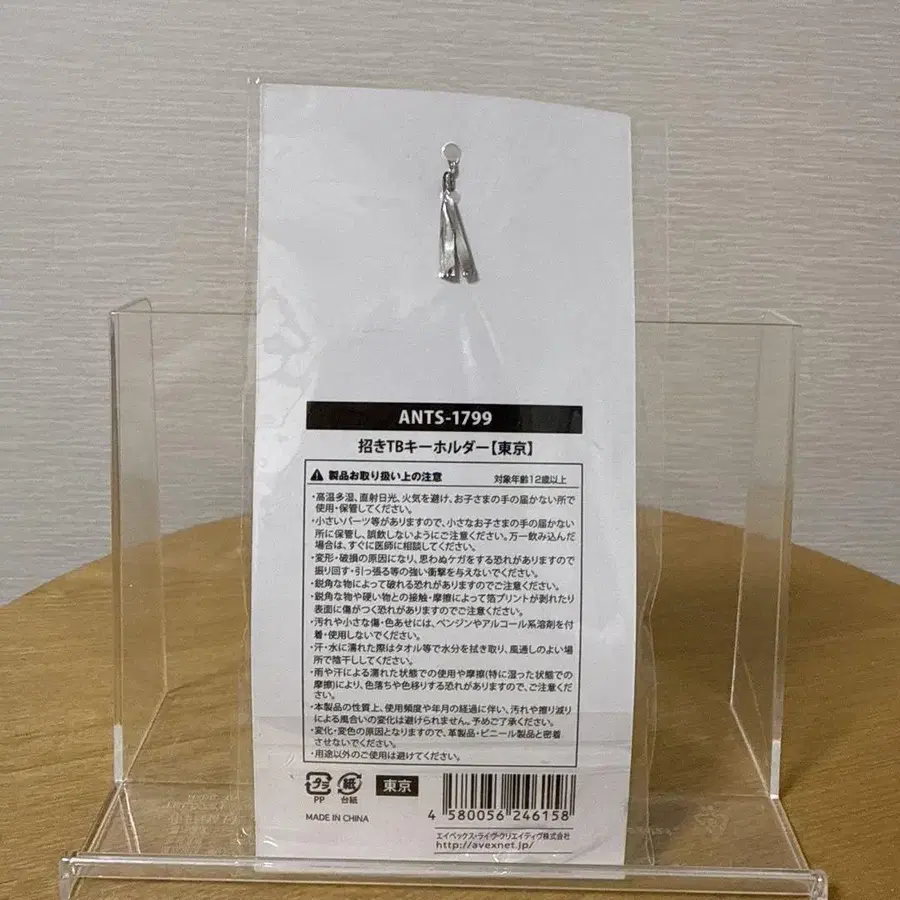 ANTS-1799
招きTBキーホルダー【東京】
製品お取り扱い上の注意 対象年齢12歳以上
・高温多湿、直射日光、火気を避け、お子さまの手の届かない所で
使用・保管してください。
・小さいパーツ等がありますので、小さなお子さまの手の届かない
所に保管し、誤飲しないようにご注意ください。万一飲み込んだ
場合は、すぐに医師に相談してください。
・変形・破損の原因になり、思わぬケガをする恐れがありますので
振り回す・引っ張る等の強い衝撃を与えないでください。
・鋭角な物によって破れる恐れがありますのでご注意ください。
・鋭角な物や硬い物との接触・摩擦によって箔プリントが剥れたり
表面に傷がつく恐れがありますのでご注意ください。
・汚れや小さな傷・色あせには、ベンジンやアルコール系溶剤を付
着・使用しないでください。
・汗・水に濡れた際はタオル等で水分を拭き取り、風通しのよい場
所で陰干ししてください。
・雨や汗による濡れた状態での使用や摩擦(特に湿った状態での
摩擦)により、色落ちや色移りする恐れがありますので、ご注意くだ
さい。
・本製品の性質上、使用頻度や年月の経過に伴い、汚れや擦り減り
による風合いの変化は避けられません。予めご了承ください。
・変化・変色の原因となりますので、革製品・ビニール製品と密着
させないでください。
・用途以外のご使用は避けてください。
プラ 紙 東京
PP 台紙
MADE IN CHINA
4 580056 246158
エイベックス・ライヴ・クリエイティヴ株式会社
http://avexnet.jp/